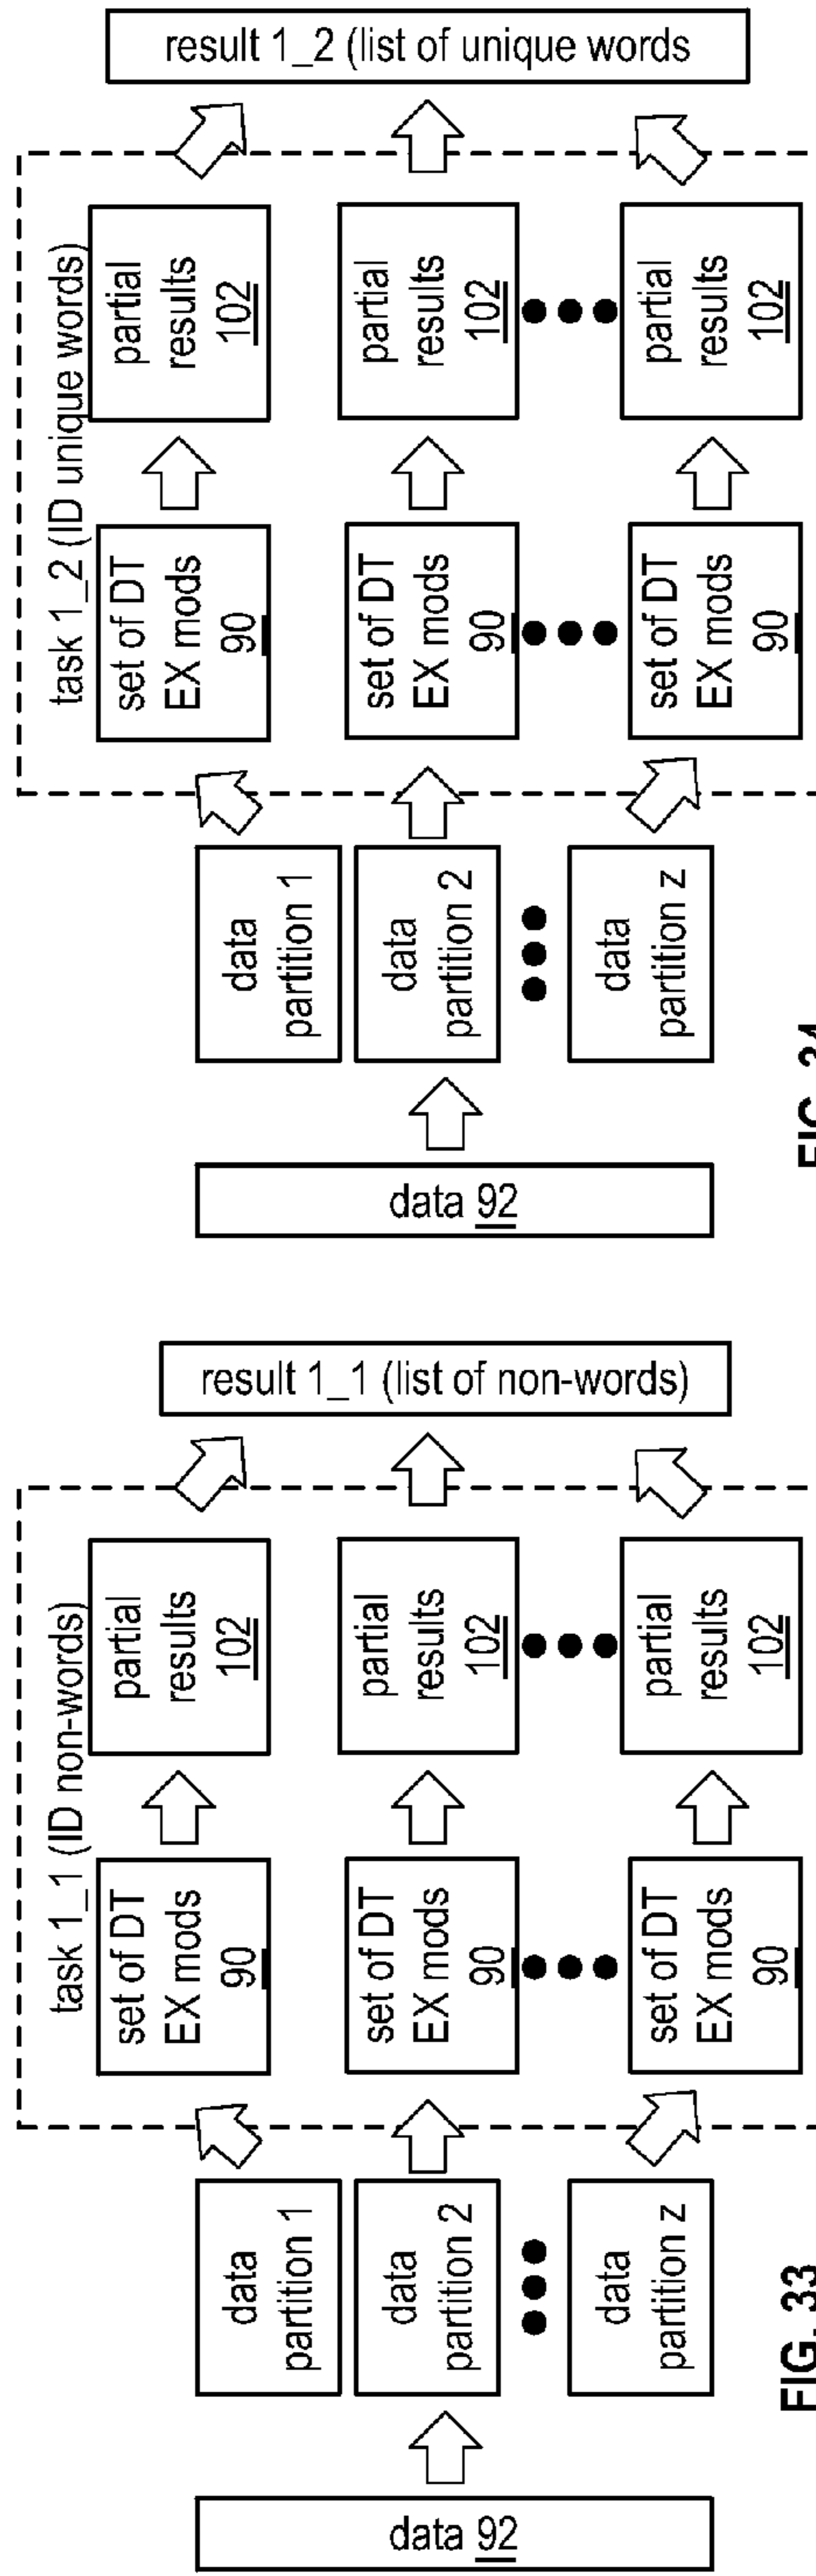 data 92
data
partition 1
data
partition 2
data
partition z
task 1_1 (ID non-words)
set of DT
EX mods
90
set of DT
EX mods
90
set of DT
EX mods
90
partial
results
102
partial
results
102
partial
results
102
result 1_1 (list of non-words)
FIG. 33
data 92
data
partition 1
data
partition 2
data
partition z
task 1_2 (ID unique words)
set of DT
EX mods
90
set of DT
EX mods
90
set of DT
EX mods
90
partial
results
102
partial
results
102
partial
results
102
result 1_2 (list of unique words
FIG.